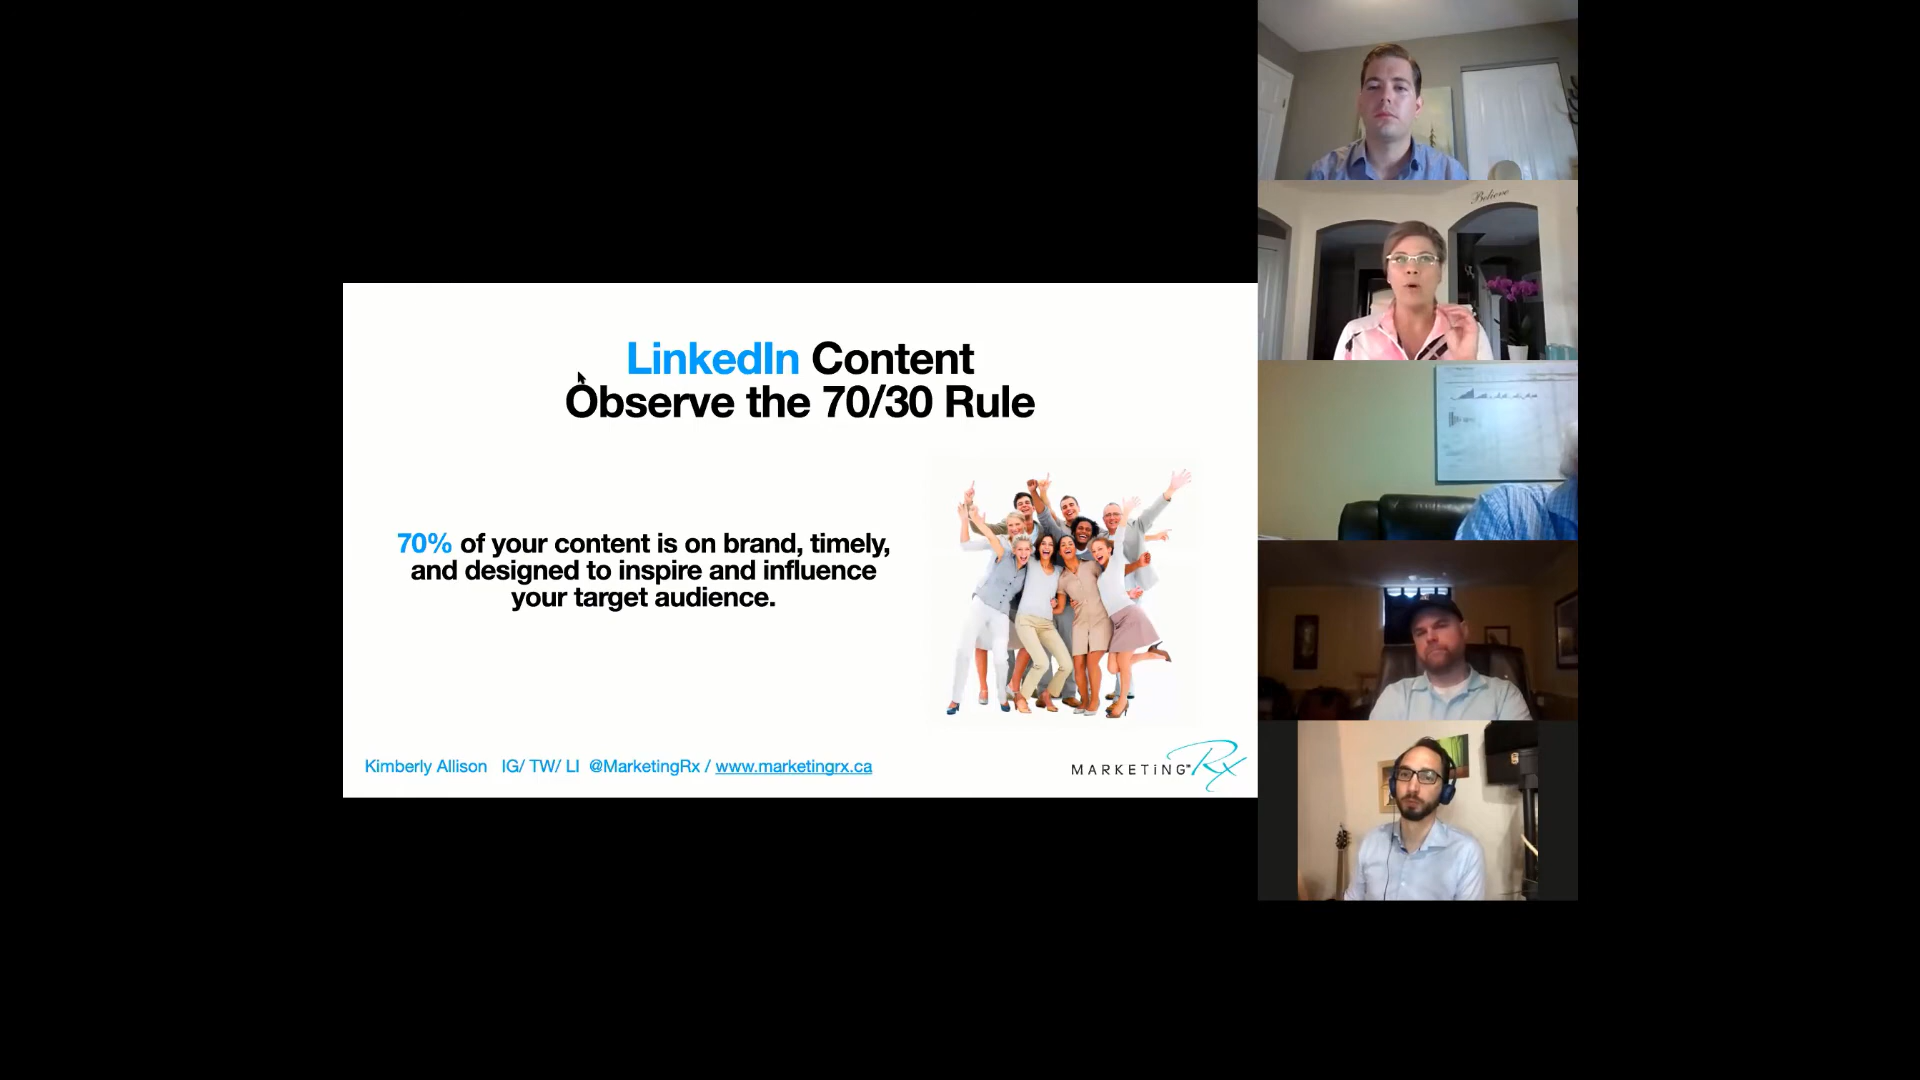 LinkedIn Content
Observe the 70/30 Rule
70% of your content is on brand, timely,
and designed to inspire and influence
your target audience.
Kimberly Allison IG/ TW/ LI @MarketingRx / www.marketingrx.ca
MARKETiNG Rx
Believe